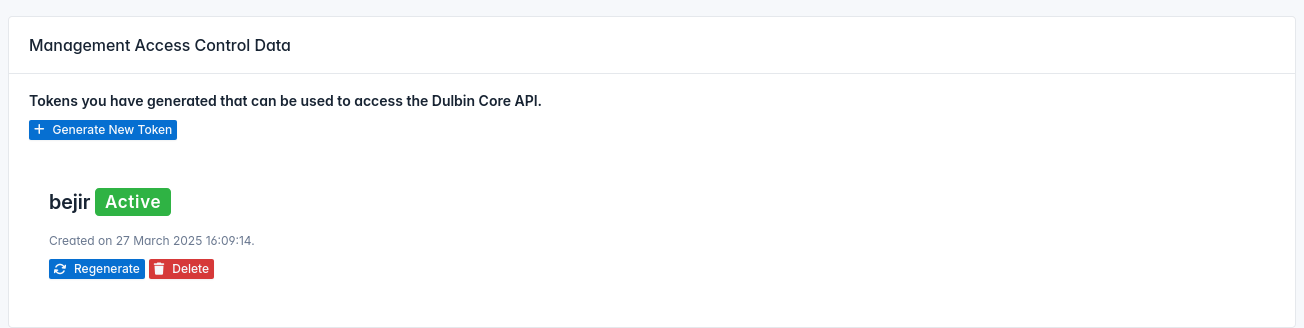 Management Access Control Data
Tokens you have generated that can be used to access the Dulbin Core API.
Generate New Token
bejir Active
Created on 27 March 2025 16:09:14.
Regenerate Delete